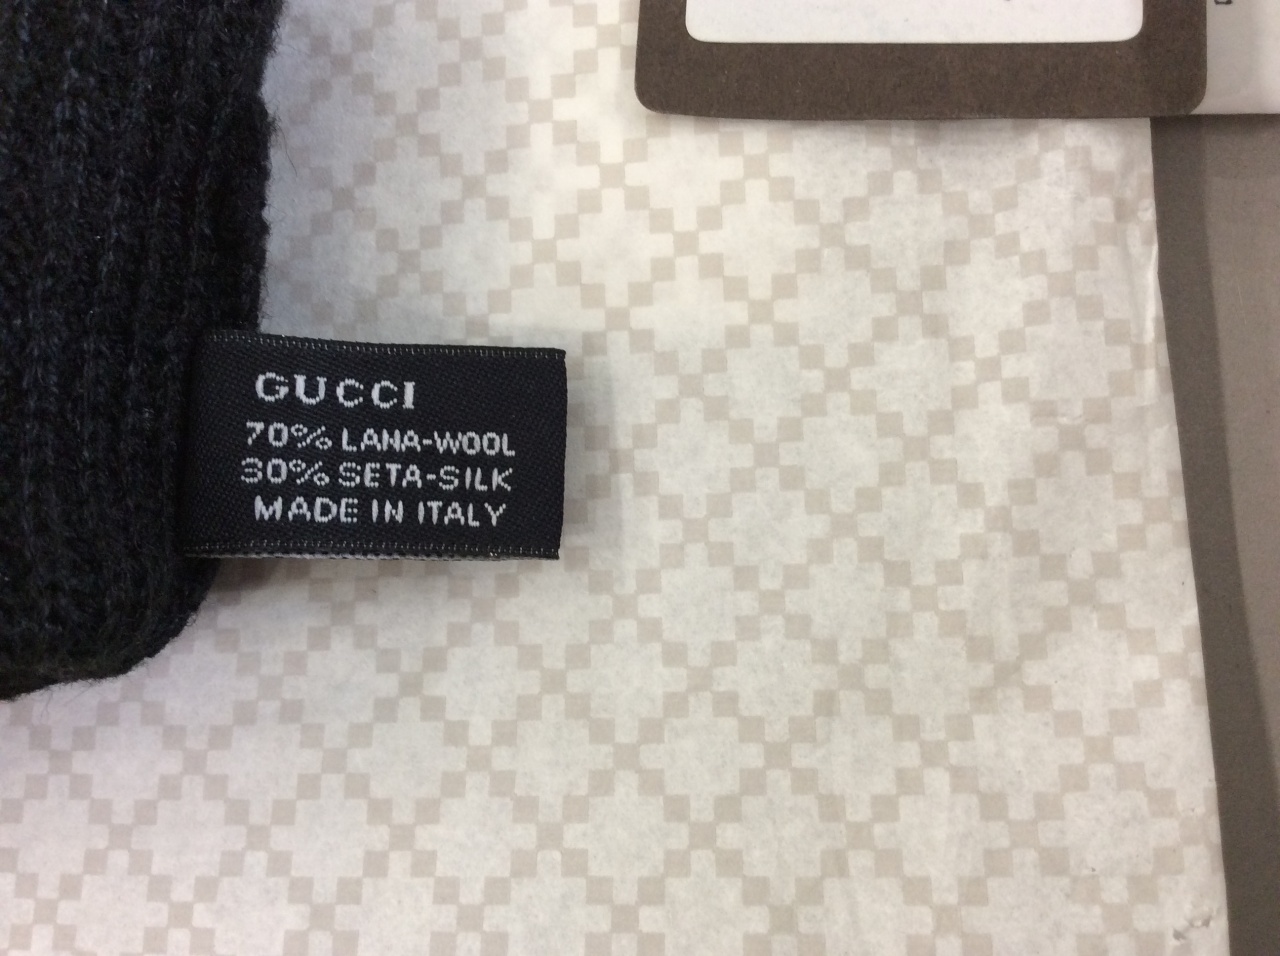 GUCCI
70% LANA-WOOL
30% SETA-SILK
MADE IN ITALY